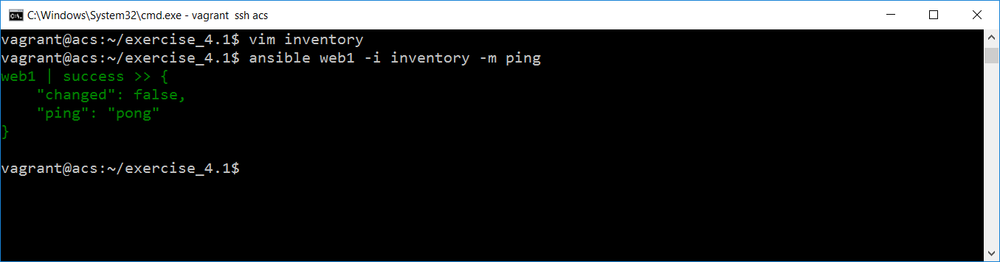 C:\Windows\System32\cmd.exe - vagrant  ssh acs
vagrant@acs:~/exercise_4.1$ vim inventory
vagrant@acs:~/exercise_4.1$ ansible web1 -i inventory -m ping
web1 | success >> {
    "changed": false,
    "ping": "pong"
}
vagrant@acs:~/exercise_4.1$